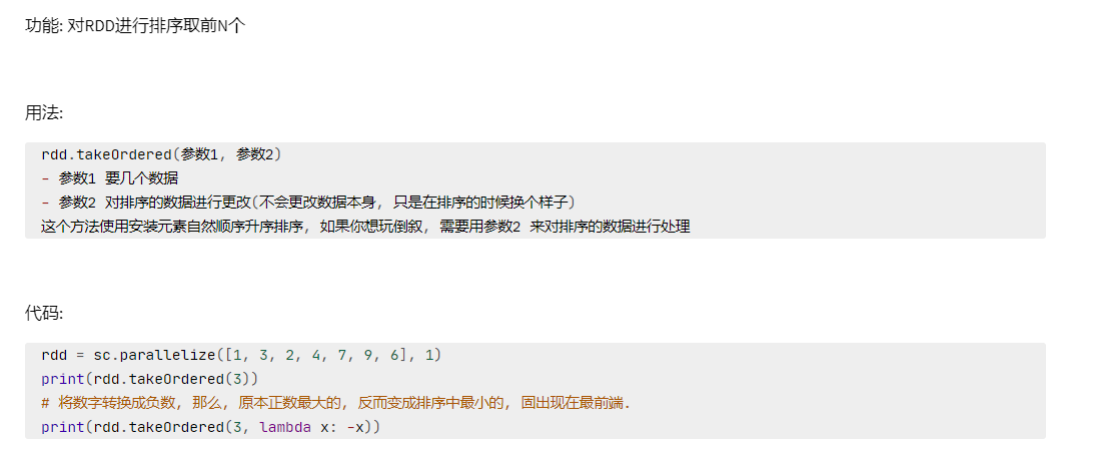 功能: 对RDD进行排序取前N个
用法:
rdd.takeOrdered(参数1, 参数2)
- 参数1 要几个数据
- 参数2 对排序的数据进行更改(不会更改数据本身, 只是在排序的时候换个样子)
这个方法使用安装元素自然顺序升序排序, 如果你想玩倒叙, 需要用参数2 来对排序的数据进行处理
代码:
rdd = sc.parallelize([1, 3, 2, 4, 7, 9, 6], 1)
print(rdd.takeOrdered(3))
# 将数字转换成负数, 那么, 原本正数最大的, 反而变成排序中最小的, 固出现在最前端.
print(rdd.takeOrdered(3, lambda x: -x))